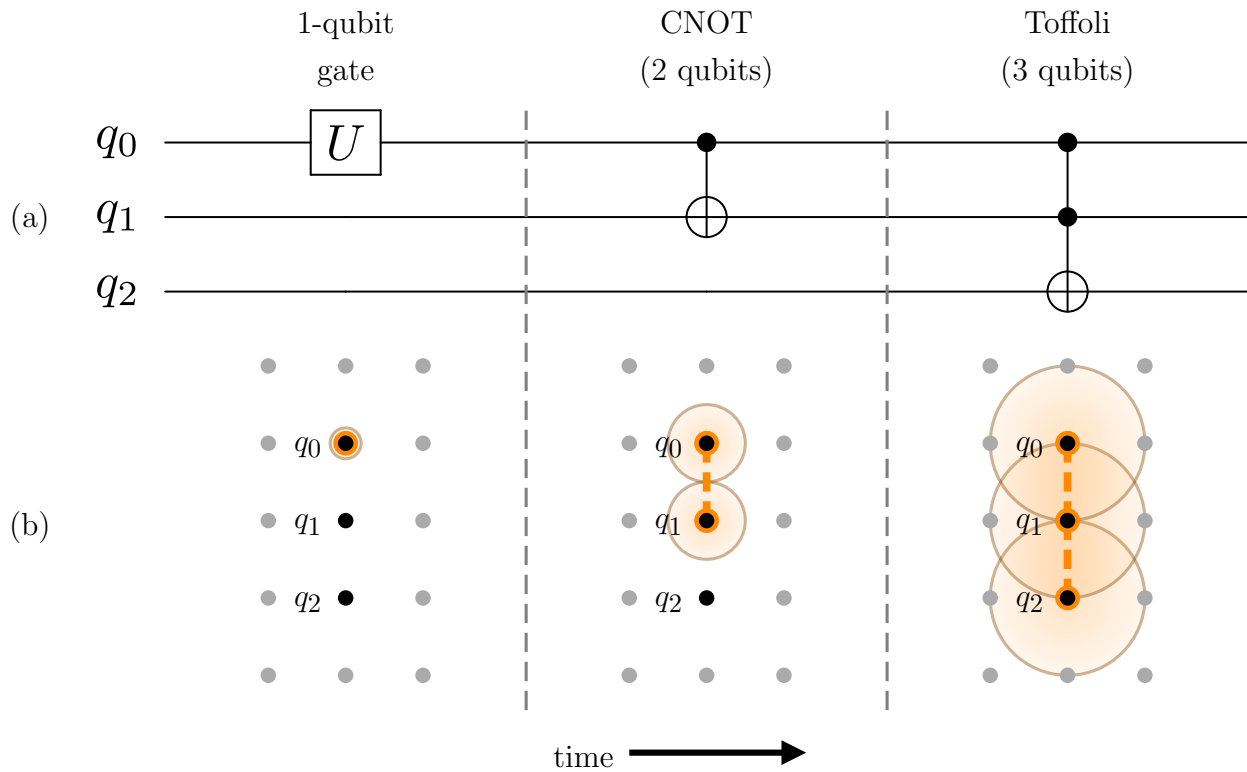 1-qubit
gate
CNOT
(2 qubits)
Toffoli
(3 qubits)
(a)
q₀
U
q₁
q₂
(b)
q₀
q₁
q₂
q₀
q₁
q₂
q₀
q₁
q₂
time